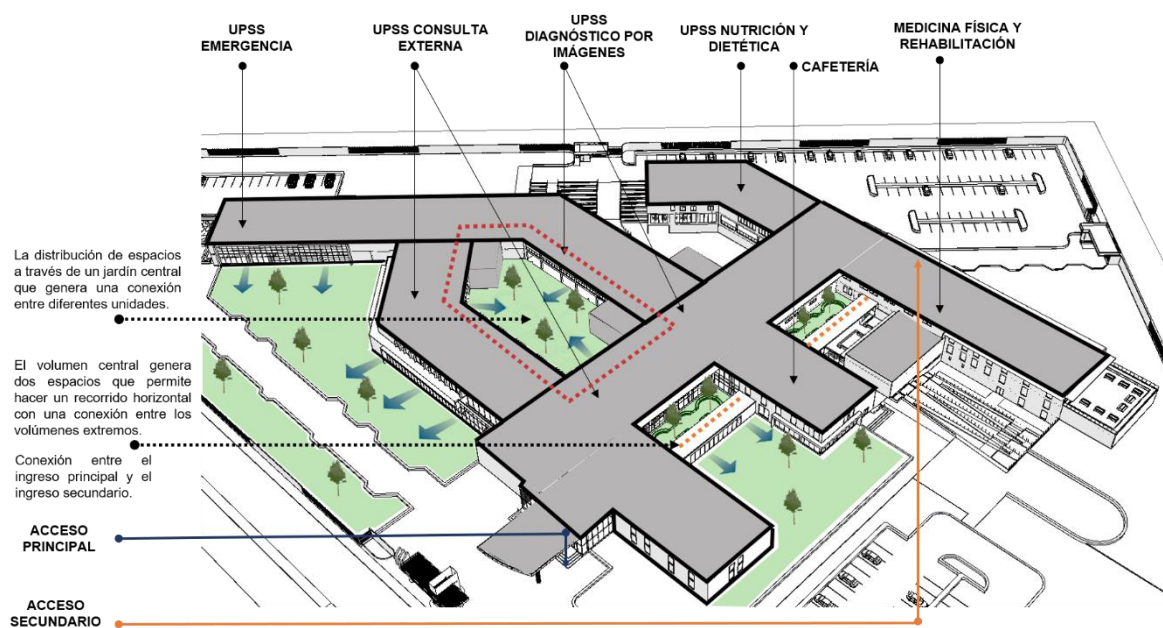 UPSS
EMERGENCIA
UPSS CONSULTA
EXTERNA
UPSS
DIAGNÓSTICO POR
IMÁGENES
UPSS NUTRICIÓN Y
DIETÉTICA
CAFETERÍA
MEDICINA FÍSICA Y
REHABILITACIÓN
La distribución de espacios
a través de un jardín central
que genera una conexión
entre diferentes unidades.
El volumen central genera
dos espacios que permite
hacer un recorrido horizontal
con una conexión entre los
volúmenes extremos.
Conexión entre el
ingreso principal y el
ingreso secundario.
ACCESO
PRINCIPAL
ACCESO
SECUNDARIO